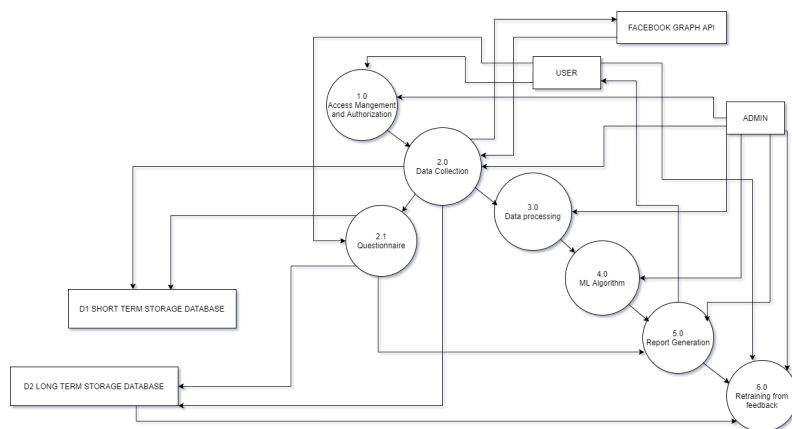 FACEBOOK GRAPH API
USER
1.0
Access Mangement
and Authorization
ADMIN
2.0
Data Collection
3.0
Data processing
2.1
Questionnaire
4.0
ML Algorithm
D1 SHORT TERM STORAGE DATABASE
5.0
Report Generation
D2 LONG TERM STORAGE DATABASE
6.0
Retraining from
feedback